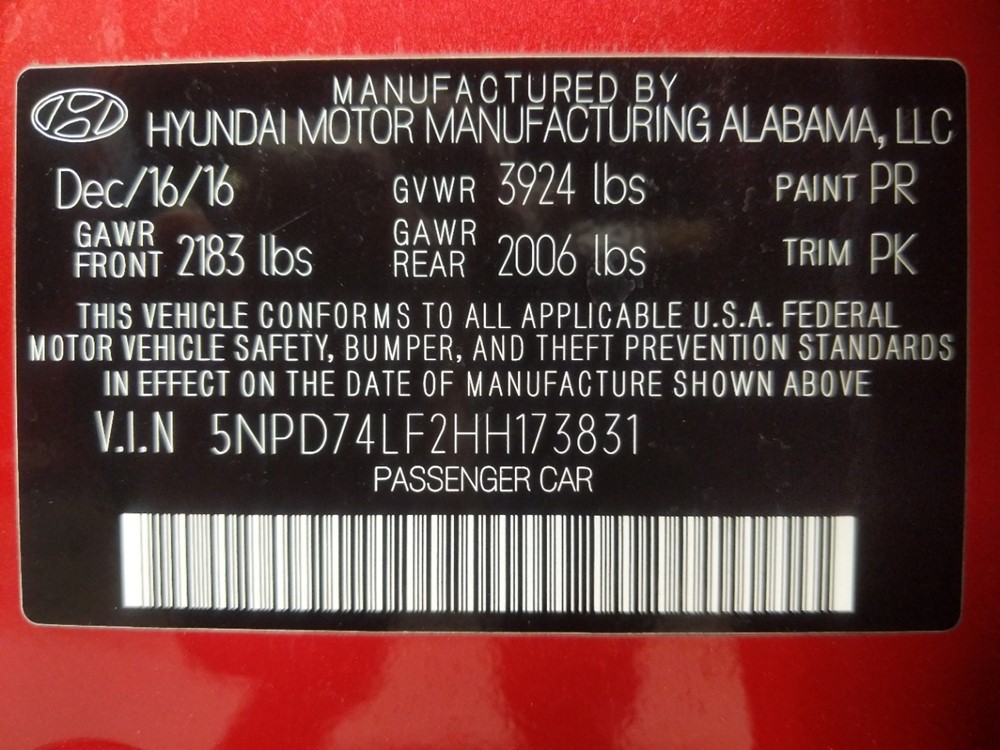 MANUFACTURED BY
HYUNDAI MOTOR MANUFACTURING ALABAMA, LLC
Dec/16/16 GVWR 3924 lbs PAINT PR
GAWR FRONT 2183 lbs GAWR REAR 2006 lbs TRIM PK
THIS VEHICLE CONFORMS TO ALL APPLICABLE U.S.A. FEDERAL
MOTOR VEHICLE SAFETY, BUMPER, AND THEFT PREVENTION STANDARDS
IN EFFECT ON THE DATE OF MANUFACTURE SHOWN ABOVE
V.I.N 5NPD74LF2HH173831
PASSENGER CAR